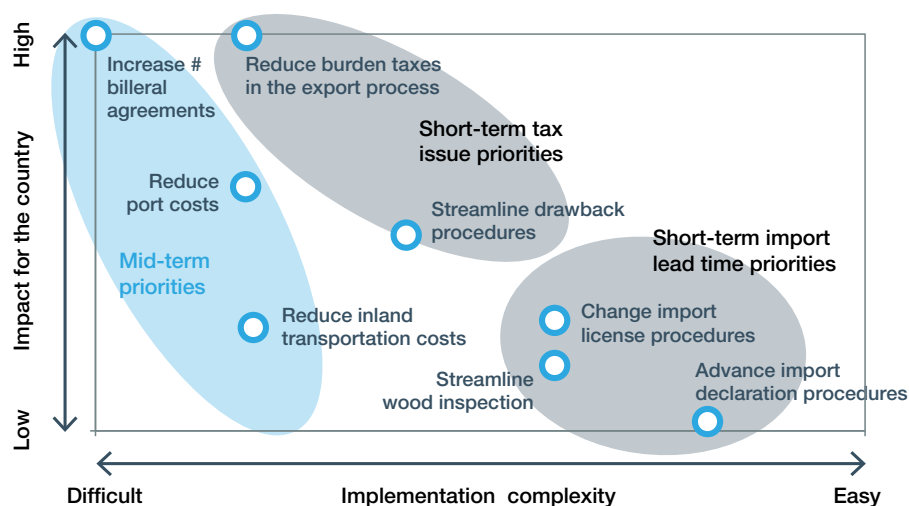 High
Increase #
billeral
agreements
Reduce burden taxes
in the export process
Short-term tax
issue priorities
Impact for the country
Reduce
port costs
Streamline drawback
procedures
Short-term import
lead time priorities
Mid-term
priorities
Reduce inland
transportation costs
Change import
license procedures
Streamline
wood inspection
Advance import
declaration procedures
Low
Difficult
Implementation complexity
Easy